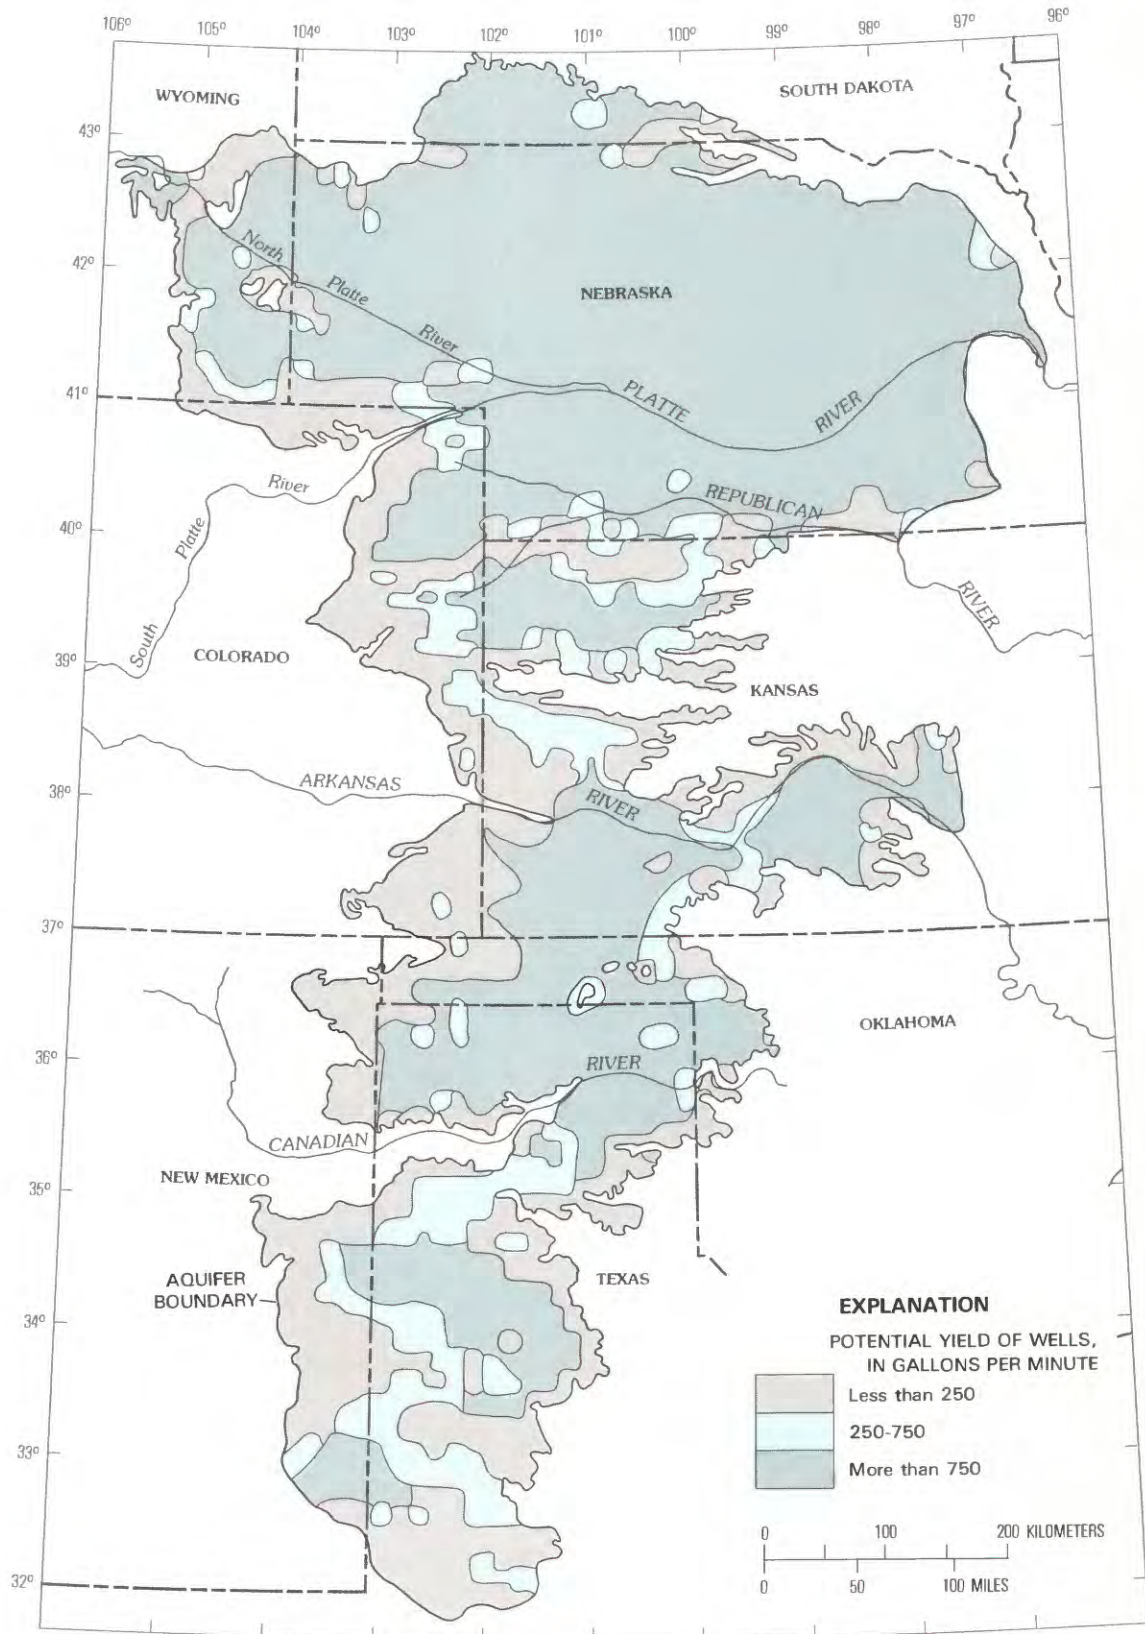 106° 105° 104° 103° 102° 101° 100° 99° 98° 97° 96°
WYOMING
SOUTH DAKOTA
43°
North
Platte
River
NEBRASKA
42°
PLATTE
RIVER
41°
River
Platte
South
REPUBLICAN
RIVER
40°
COLORADO
39°
KANSAS
ARKANSAS
RIVER
38°
37°
OKLAHOMA
36°
RIVER
CANADIAN
NEW MEXICO
35°
TEXAS
AQUIFER
BOUNDARY
34°
33°
32°
EXPLANATION
POTENTIAL YIELD OF WELLS,
IN GALLONS PER MINUTE
Less than 250
250-750
More than 750
0 100 200 KILOMETERS
0 50 100 MILES